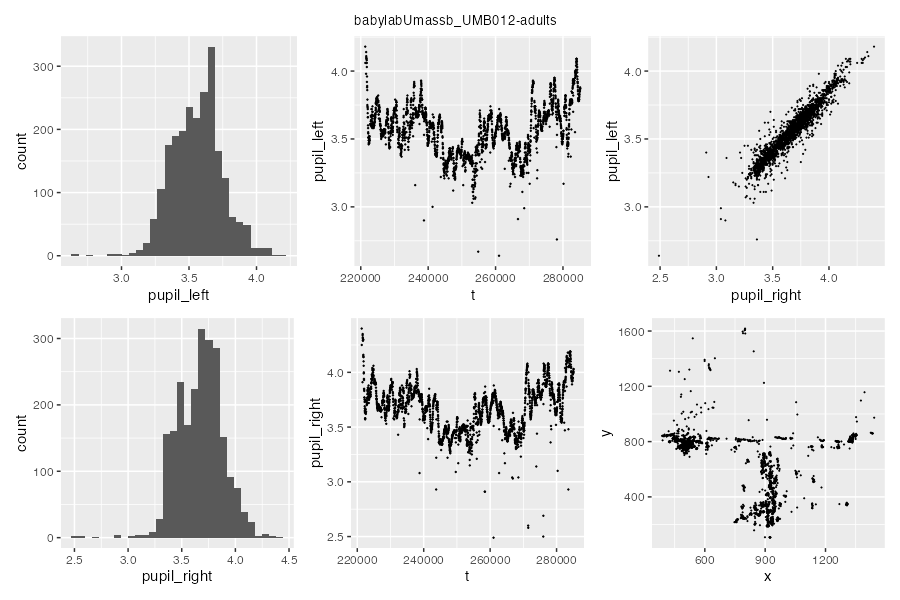 babylabUmassb_UMB012-adults
count
300
200
100
0
3.0 3.5 4.0
pupil_left
pupil_left
4.0
3.5
3.0
220000 240000 260000 280000
t
pupil_left
4.0
3.5
3.0
2.5 3.0 3.5 4.0
pupil_right
count
300
200
100
0
2.5 3.0 3.5 4.0 4.5
pupil_right
pupil_right
4.0
3.5
3.0
2.5
220000 240000 260000 280000
t
y
1600
1200
800
400
600 900 1200
x